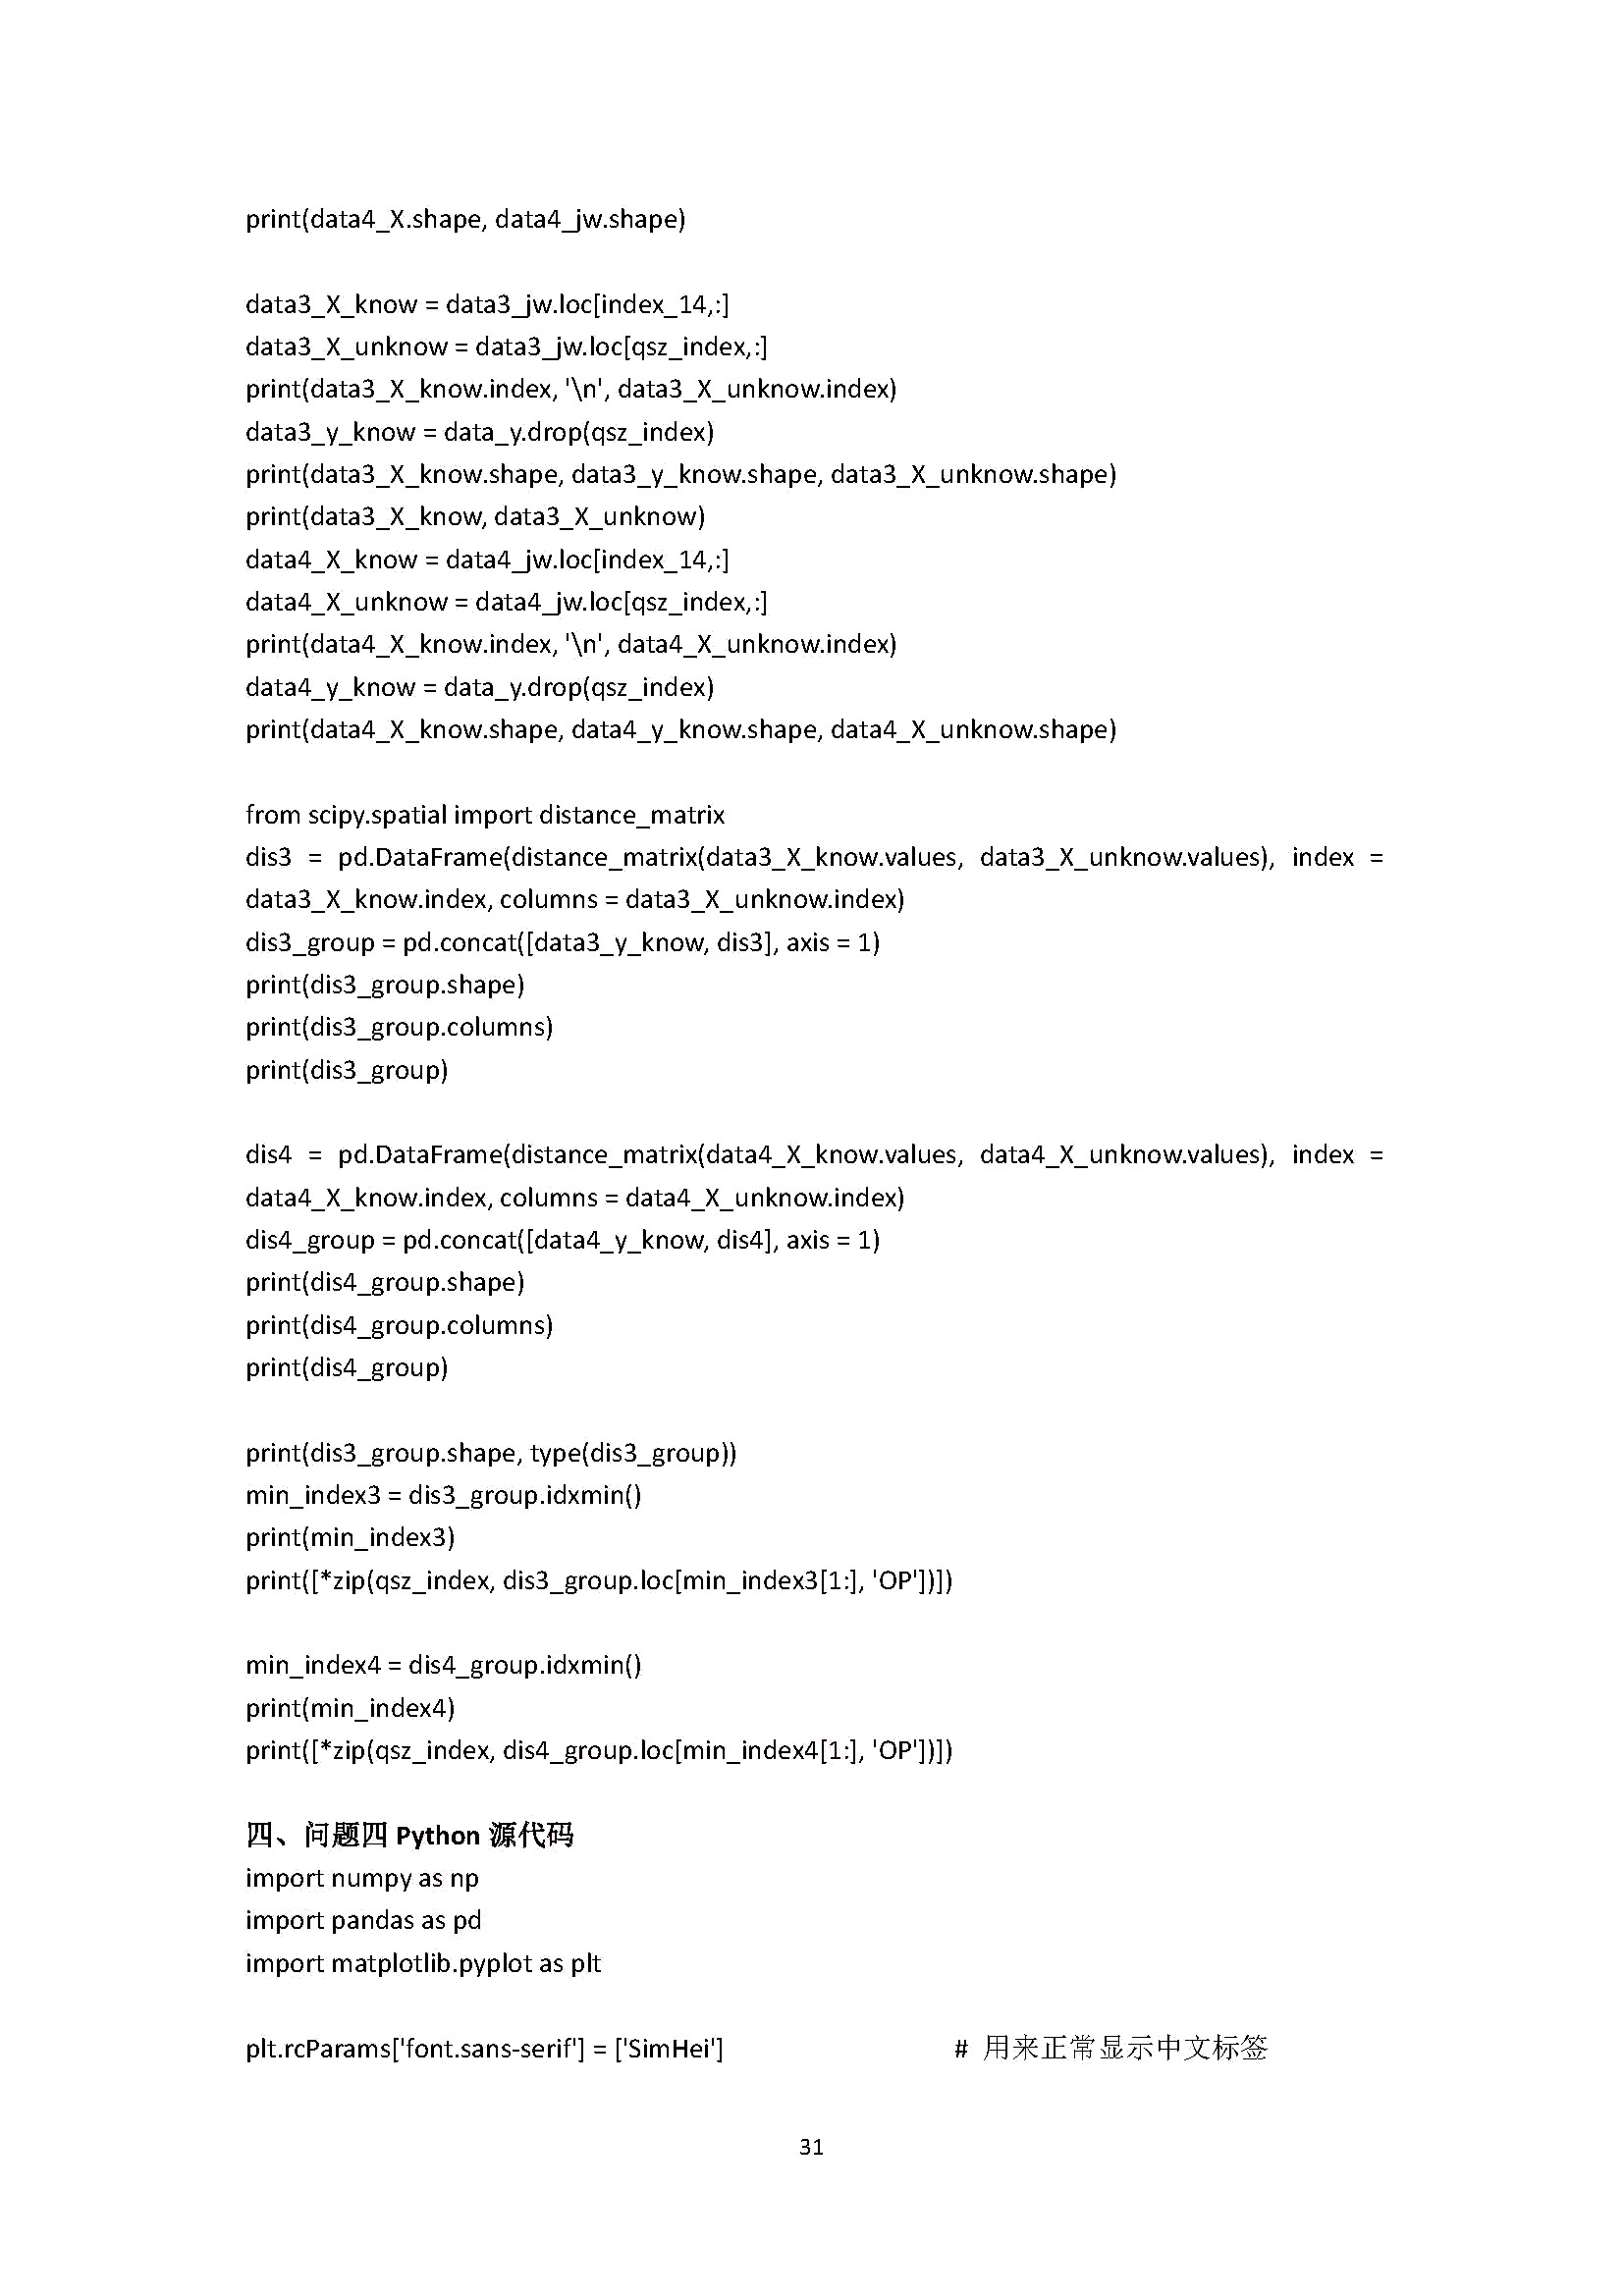 print(data4_X.shape, data4_jw.shape)
data3_X_know = data3_jw.loc[index_14,:]
data3_X_unknow = data3_jw.loc[qsz_index,:]
print(data3_X_know.index, '\n', data3_X_unknow.index)
data3_y_know = data_y.drop(qsz_index)
print(data3_X_know.shape, data3_y_know.shape, data3_X_unknow.shape)
print(data3_X_know, data3_X_unknow)
data4_X_know = data4_jw.loc[index_14,:]
data4_X_unknow = data4_jw.loc[qsz_index,:]
print(data4_X_know.index, '\n', data4_X_unknow.index)
data4_y_know = data_y.drop(qsz_index)
print(data4_X_know.shape, data4_y_know.shape, data4_X_unknow.shape)
from scipy.spatial import distance_matrix
dis3 = pd.DataFrame(distance_matrix(data3_X_know.values, data3_X_unknow.values), index =
data3_X_know.index, columns = data3_X_unknow.index)
dis3_group = pd.concat([data3_y_know, dis3], axis = 1)
print(dis3_group.shape)
print(dis3_group.columns)
print(dis3_group)
dis4 = pd.DataFrame(distance_matrix(data4_X_know.values, data4_X_unknow.values), index =
data4_X_know.index, columns = data4_X_unknow.index)
dis4_group = pd.concat([data4_y_know, dis4], axis = 1)
print(dis4_group.shape)
print(dis4_group.columns)
print(dis4_group)
print(dis3_group.shape, type(dis3_group))
min_index3 = dis3_group.idxmin()
print(min_index3)
print([*zip(qsz_index, dis3_group.loc[min_index3[1:], 'OP'])])
min_index4 = dis4_group.idxmin()
print(min_index4)
print([*zip(qsz_index, dis4_group.loc[min_index4[1:], 'OP'])])
四、问题四 Python 源代码
import numpy as np
import pandas as pd
import matplotlib.pyplot as plt
plt.rcParams['font.sans-serif'] = ['SimHei'] # 用来正常显示中文标签
31